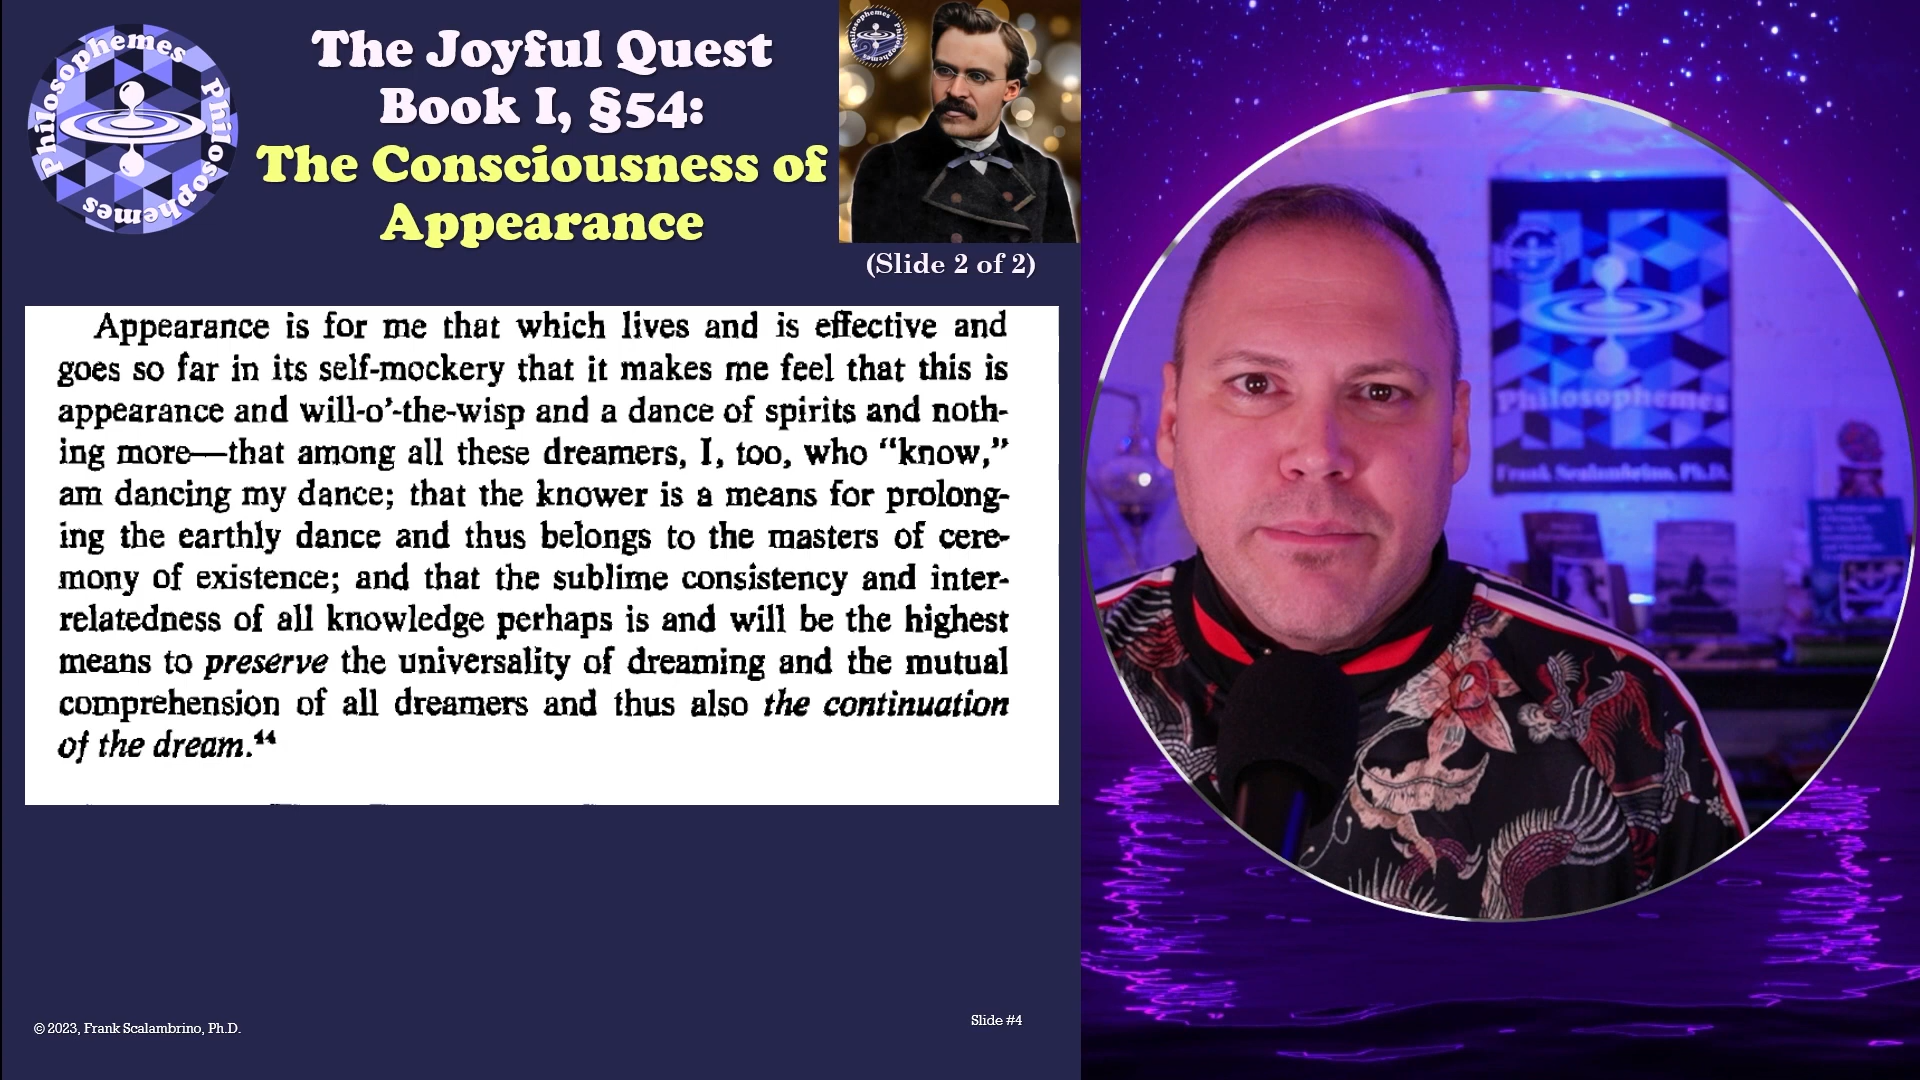 Philosophemes Philosophemes
The Joyful Quest
Book I, §54:
The Consciousness of
Appearance
Philosophemes Philosophemes
(Slide 2 of 2)
Appearance is for me that which lives and is effective and
goes so far in its self-mockery that it makes me feel that this is
appearance and will-o’-the-wisp and a dance of spirits and noth-
ing more—that among all these dreamers, I, too, who “know,”
am dancing my dance; that the knower is a means for prolong-
ing the earthly dance and thus belongs to the masters of cere-
mony of existence; and that the sublime consistency and inter-
relatedness of all knowledge perhaps is and will be the highest
means to preserve the universality of dreaming and the mutual
comprehension of all dreamers and thus also the continuation
of the dream.44
© 2023, Frank Scalambrino, Ph.D.
Slide #4
Philosophemes
Frank Scalambrino, Ph.D.